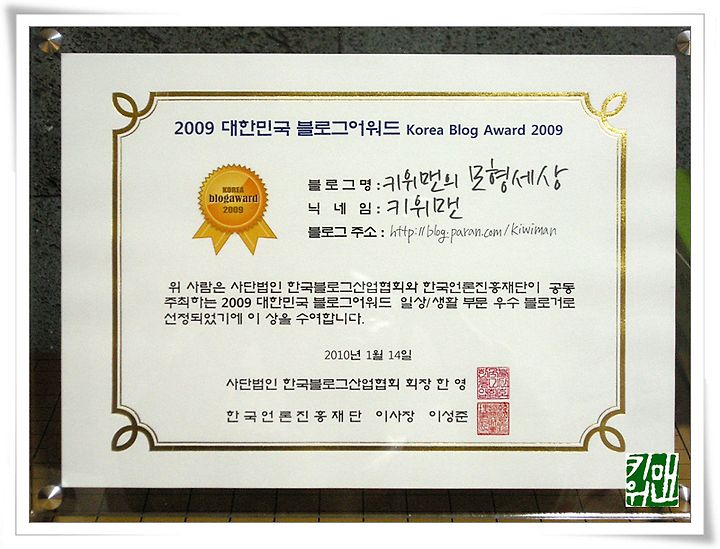 2009 대한민국 블로그어워드 Korea Blog Award 2009
KOREA
blogaward
2009
블로그명 : 키위맨의 모형세상
닉 네 임 : 키위맨
블로그 주소 : http://blog.paran.com/kiwiman
위 사람은 사단법인 한국블로그산업협회와 한국언론진흥재단이 공동
주최하는 2009 대한민국 블로그어워드 일상/생활 부문 우수 블로거로
선정되었기에 이 상을 수여합니다.
2010년 1월 14일
사단법인 한국블로그산업협회 회장 한 영
한국언론진흥재단 이사장 이성준
키위맨